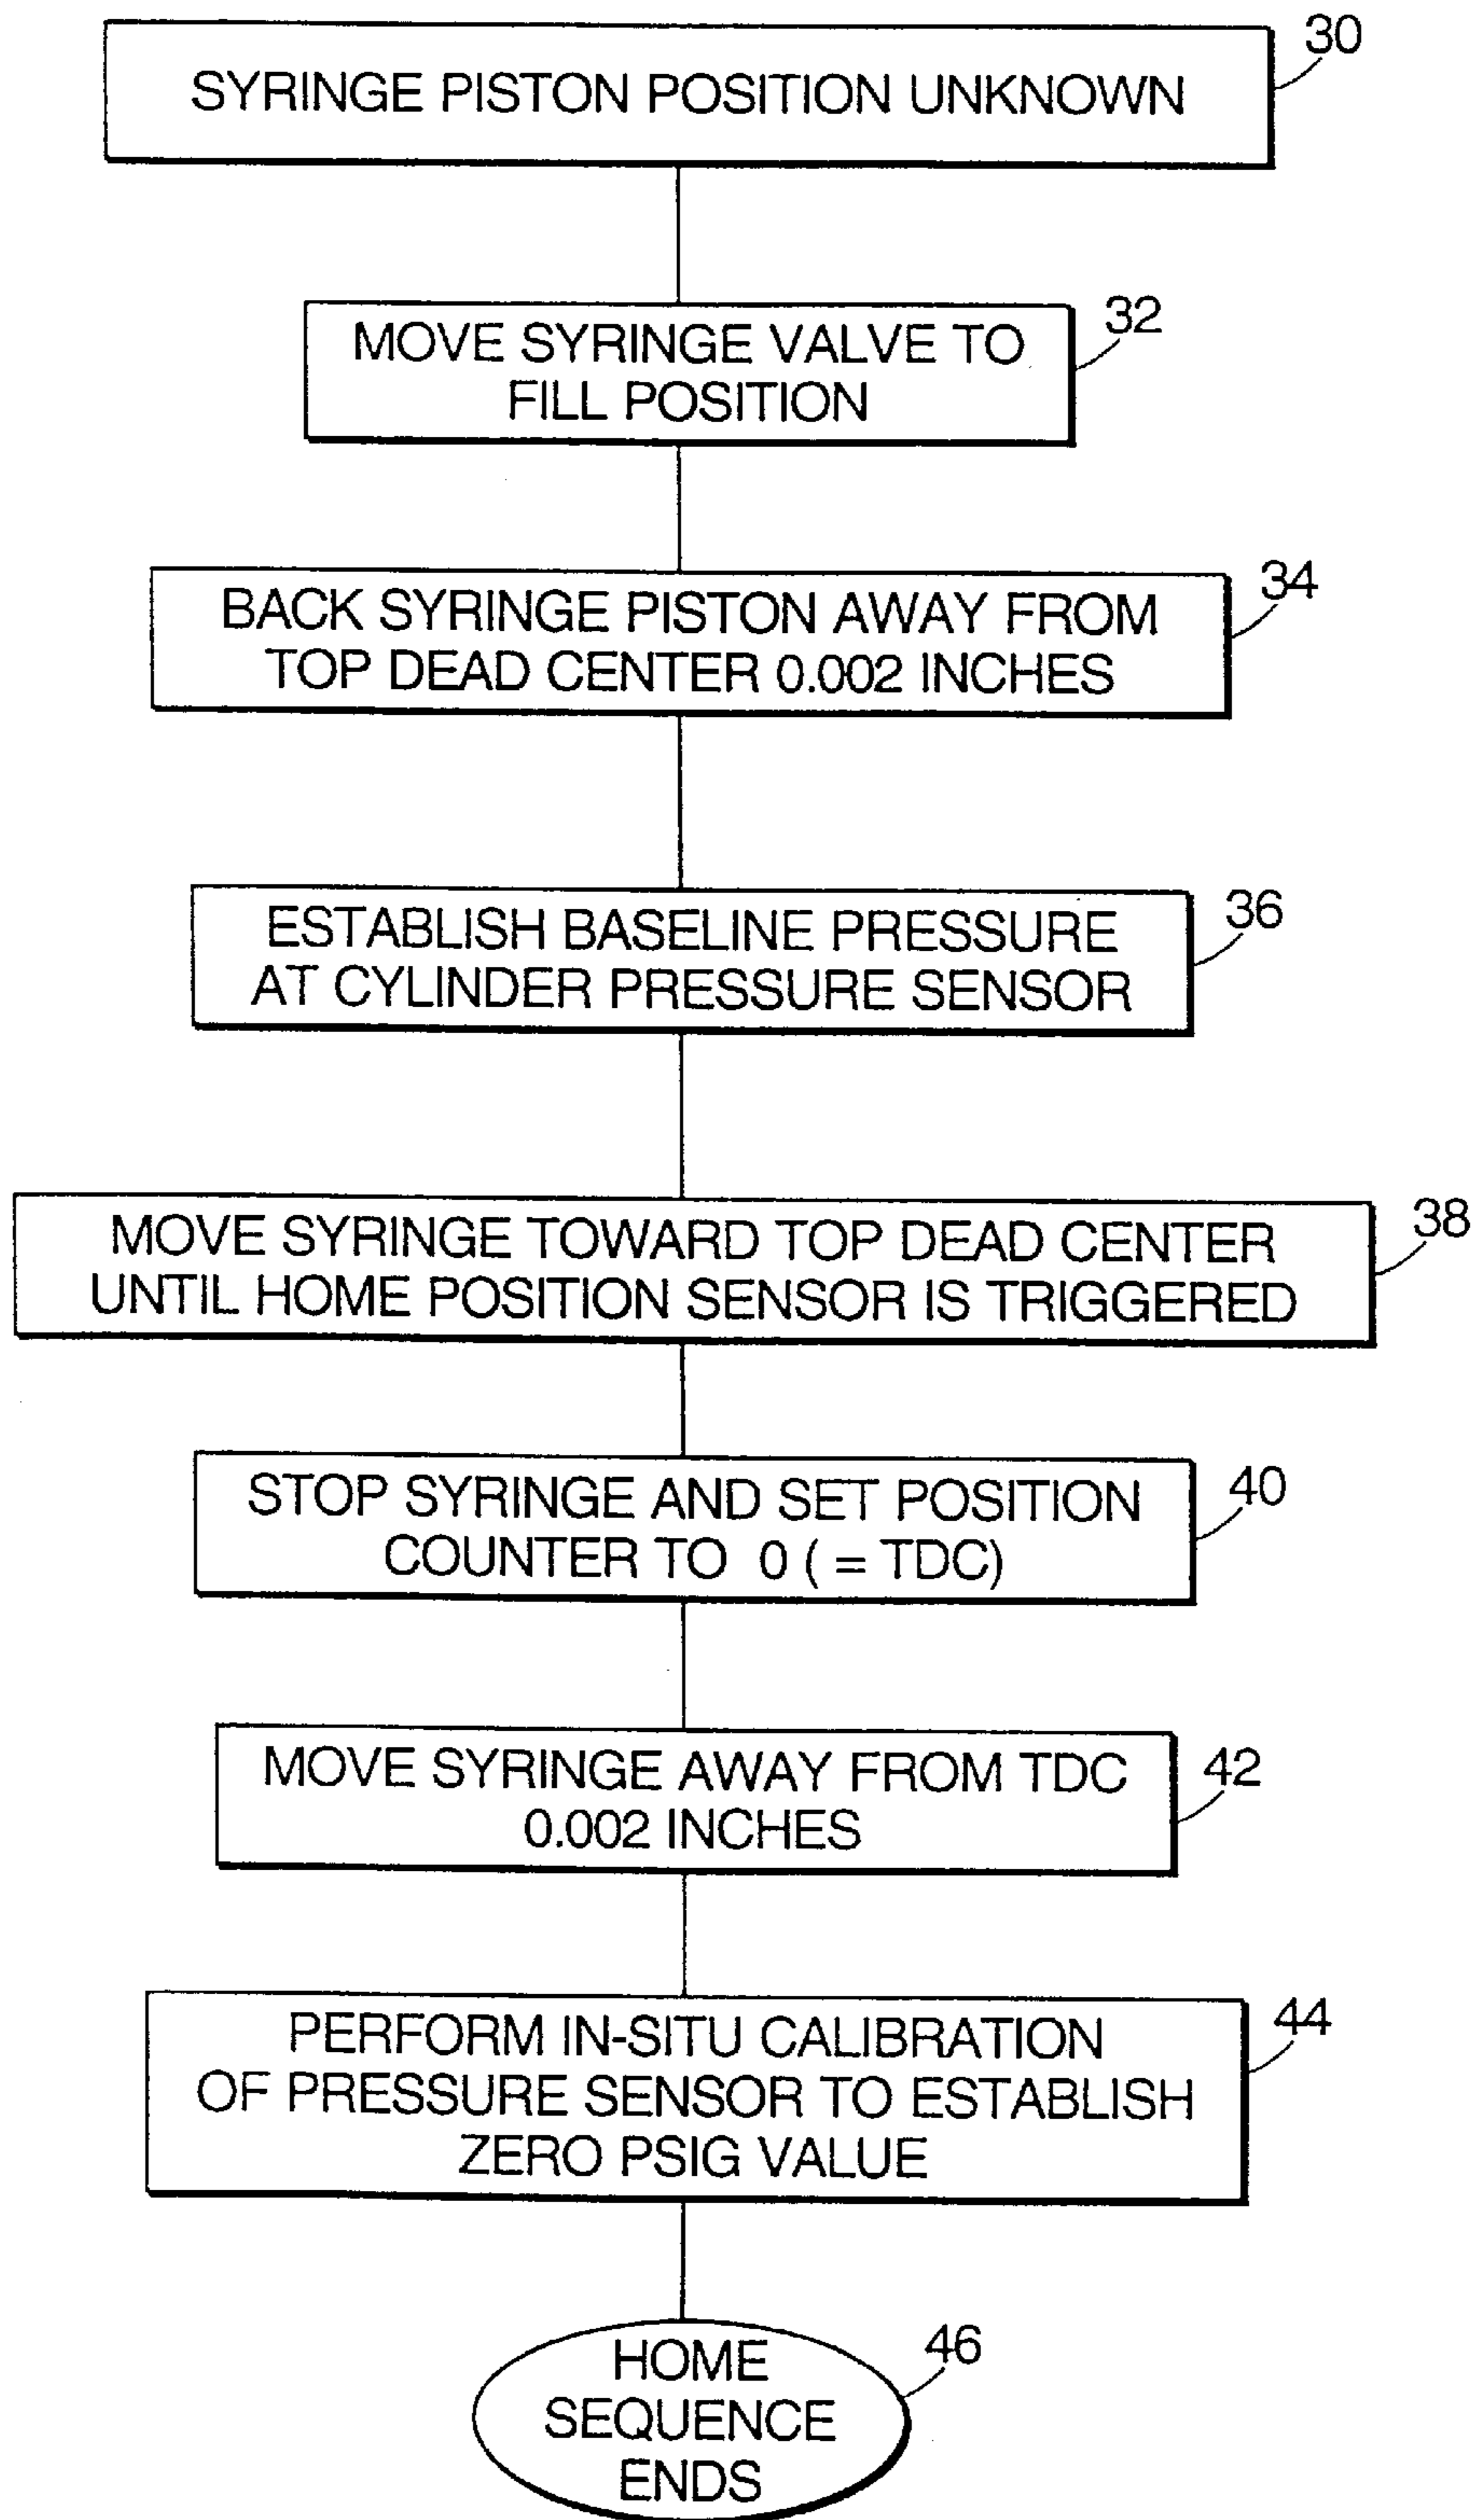 30
SYRINGE PISTON POSITION UNKNOWN
32
MOVE SYRINGE VALVE TO
FILL POSITION
34
BACK SYRINGE PISTON AWAY FROM
TOP DEAD CENTER 0.002 INCHES
36
ESTABLISH BASELINE PRESSURE
AT CYLINDER PRESSURE SENSOR
38
MOVE SYRINGE TOWARD TOP DEAD CENTER
UNTIL HOME POSITION SENSOR IS TRIGGERED
40
STOP SYRINGE AND SET POSITION
COUNTER TO 0 ( = TDC)
42
MOVE SYRINGE AWAY FROM TDC
0.002 INCHES
44
PERFORM IN-SITU CALIBRATION
OF PRESSURE SENSOR TO ESTABLISH
ZERO PSIG VALUE
46
HOME
SEQUENCE
ENDS